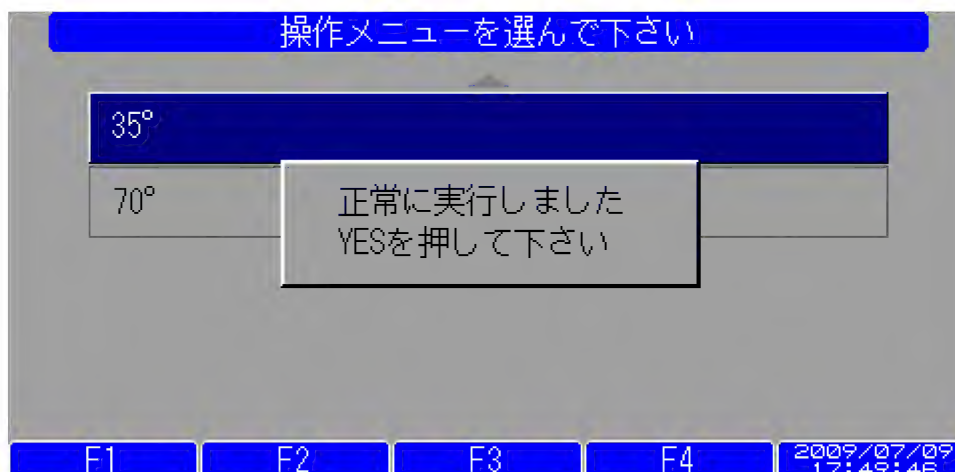 操作メニューを選んで下さい
35°
70°
正常に実行しました
YESを押して下さい
F1
F2
F3
F4
2009/07/09
17:49:46